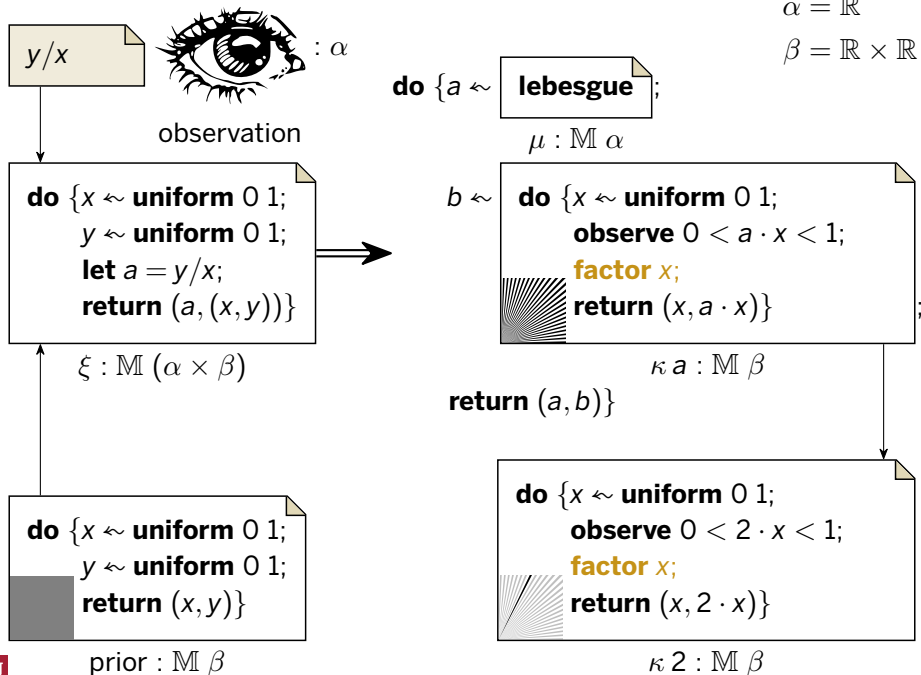 y/x
: α
observation
α = ℝ
β = ℝ × ℝ
do {a ⇜ lebesgue ;
μ : 𝕄 α
do {x ⇜ uniform 0 1;
y ⇜ uniform 0 1;
let a = y/x;
return (a, (x, y))}
ξ : 𝕄 (α × β)
b ⇜ do {x ⇜ uniform 0 1;
observe 0 < a · x < 1;
factor x;
return (x, a · x)} ;
κ a : 𝕄 β
return (a, b)}
do {x ⇜ uniform 0 1;
y ⇜ uniform 0 1;
return (x, y)}
prior : 𝕄 β
do {x ⇜ uniform 0 1;
observe 0 < 2 · x < 1;
factor x;
return (x, 2 · x)}
κ 2 : 𝕄 β